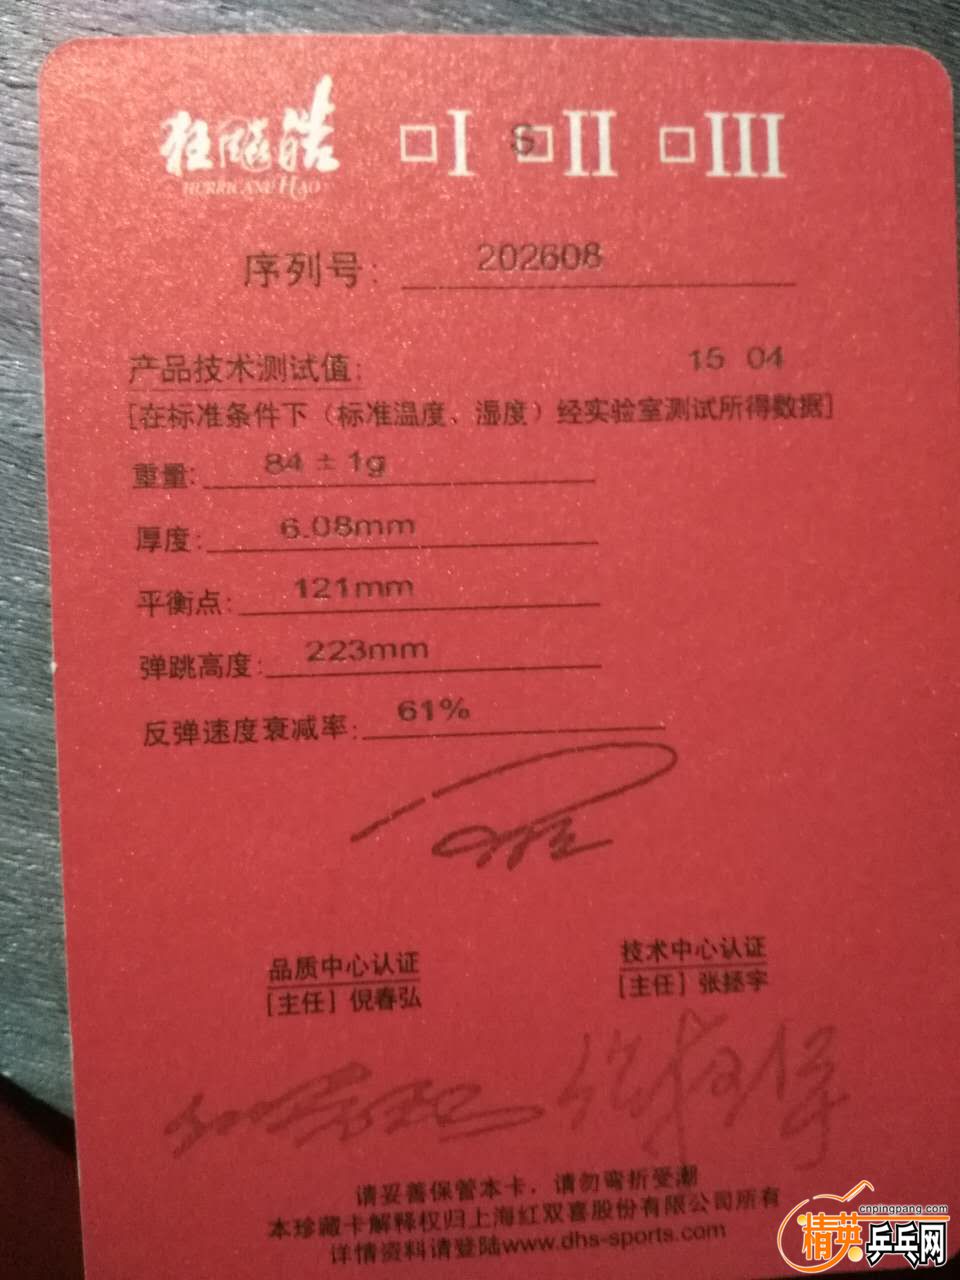 狂飚皓 □I S□II □III
HURRICANE HAO
序列号: 202608
产品技术测试值: 15 04
[在标准条件下（标准温度、湿度）经实验室测试所得数据]
重量: 84 ± 1g
厚度: 6.08mm
平衡点: 121mm
弹跳高度: 223mm
反弹速度衰减率: 61%
品质中心认证 技术中心认证
[主任] 倪春弘 [主任] 张拯宇
请妥善保管本卡，请勿弯折受潮
本珍藏卡解释权归上海红双喜股份有限公司所有
详情资料请登陆www.dhs-sports.com
cnpingpang.com
精英乒乓网